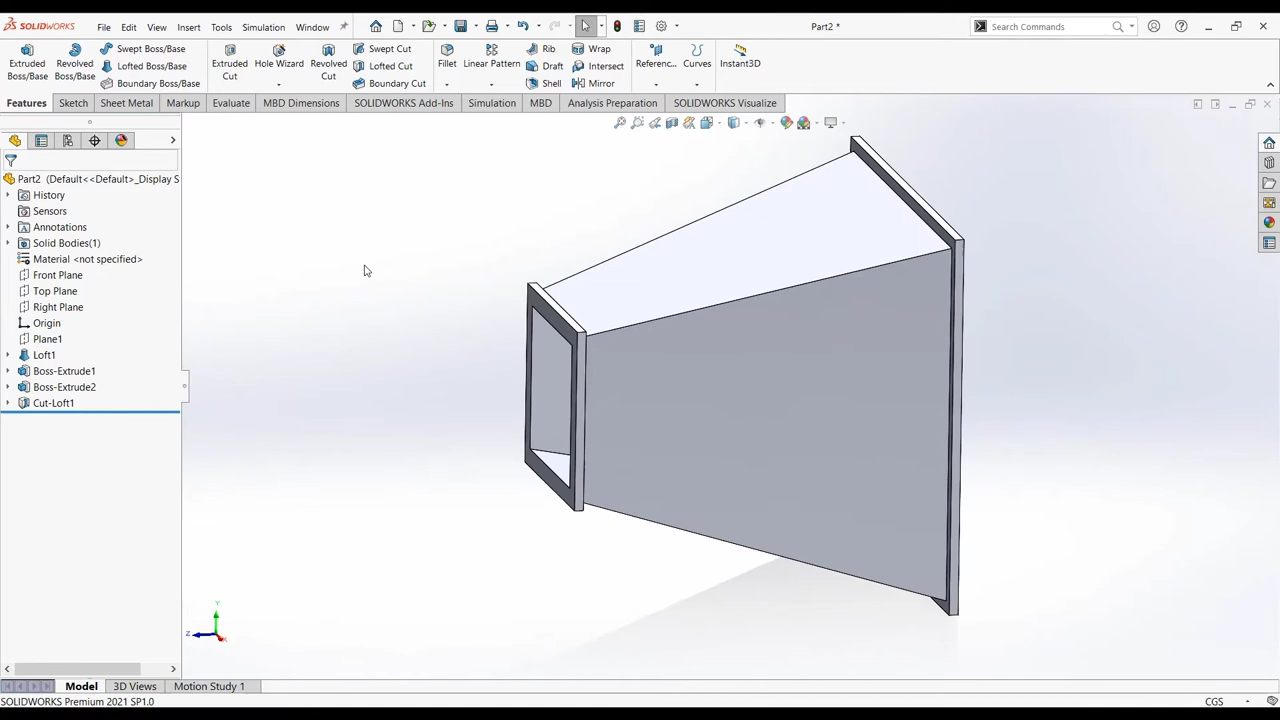 SOLIDWORKS File Edit View Insert Tools Simulation Window Part2 * Search Commands
Extruded Boss/Base Revolved Boss/Base Swept Boss/Base Extruded Cut Hole Wizard Revolved Cut Swept Cut Fillet Linear Pattern Rib Wrap Referenc... Curves Instant3D
Lofted Boss/Base Lofted Cut Draft Intersect
Boundary Boss/Base Boundary Cut Shell Mirror
Features Sketch Sheet Metal Markup Evaluate MBD Dimensions SOLIDWORKS Add-Ins Simulation MBD Analysis Preparation SOLIDWORKS Visualize
Part2 (Default<<Default>_Display S
History
Sensors
Annotations
Solid Bodies(1)
Material <not specified>
Front Plane
Top Plane
Right Plane
Origin
Plane1
Loft1
Boss-Extrude1
Boss-Extrude2
Cut-Loft1
Y
Z
X
Model 3D Views Motion Study 1
SOLIDWORKS Premium 2021 SP1.0 CGS